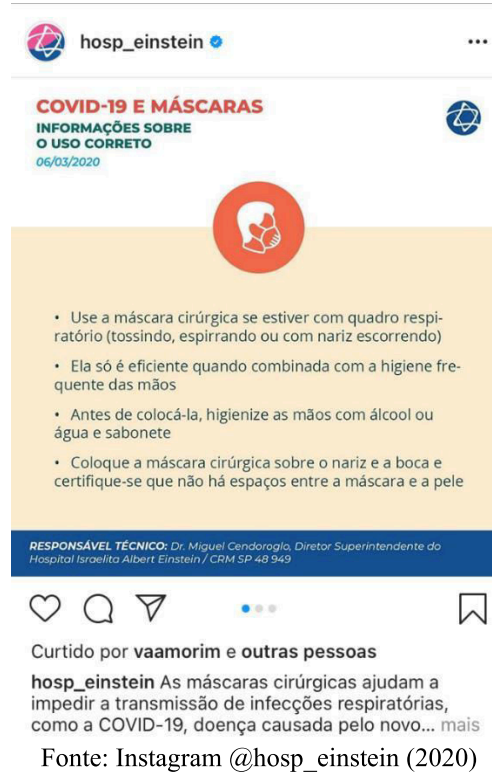 hosp_einstein
COVID-19 E MÁSCARAS
INFORMAÇÕES SOBRE
O USO CORRETO
06/03/2020
• Use a máscara cirúrgica se estiver com quadro respi-
ratório (tossindo, espirrando ou com nariz escorrendo)
• Ela só é eficiente quando combinada com a higiene fre-
quente das mãos
• Antes de colocá-la, higienize as mãos com álcool ou
água e sabonete
• Coloque a máscara cirúrgica sobre o nariz e a boca e
certifique-se que não há espaços entre a máscara e a pele
RESPONSÁVEL TÉCNICO: Dr. Miguel Cendoroglo, Diretor Superintendente do
Hospital Israelita Albert Einstein / CRM SP 48 949
Curtido por vaamorim e outras pessoas
hosp_einstein As máscaras cirúrgicas ajudam a
impedir a transmissão de infecções respiratórias,
como a COVID-19, doença causada pelo novo... mais
Fonte: Instagram @hosp_einstein (2020)